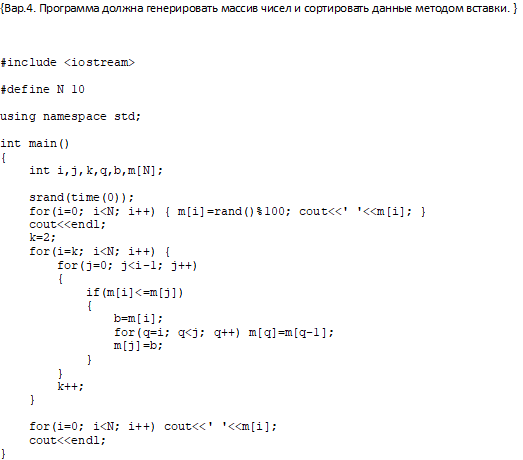 {Вар.4. Программа должна генерировать массив чисел и сортировать данные методом вставки. }
#include <iostream>
#define N 10
using namespace std;
int main()
{
    int i,j,k,q,b,m[N];
    srand(time(0));
    for(i=0; i<N; i++) { m[i]=rand()%100; cout<<' '<<m[i]; }
    cout<<endl;
    k=2;
    for(i=k; i<N; i++) {
        for(j=0; j<i-1; j++)
        {
            if(m[i]<=m[j])
            {
                b=m[i];
                for(q=i; q<j; q++) m[q]=m[q-1];
                m[j]=b;
            }
        }
        k++;
    }
    for(i=0; i<N; i++) cout<<' '<<m[i];
    cout<<endl;
}